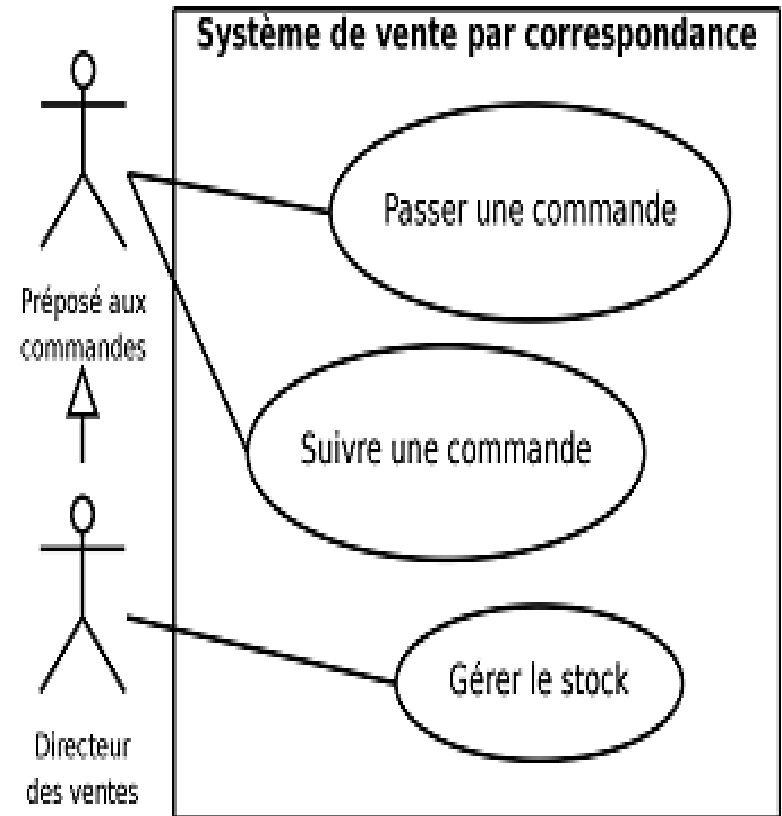 Système de vente par correspondance
Passer une commande
Préposé aux
commandes
Suivre une commande
Gérer le stock
Directeur
des ventes